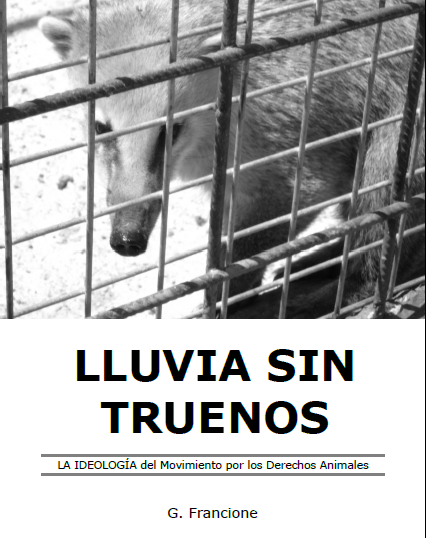 LLUVIA SIN
TRUENOS
LA IDEOLOGÍA del Movimiento por los Derechos Animales
G. Francione